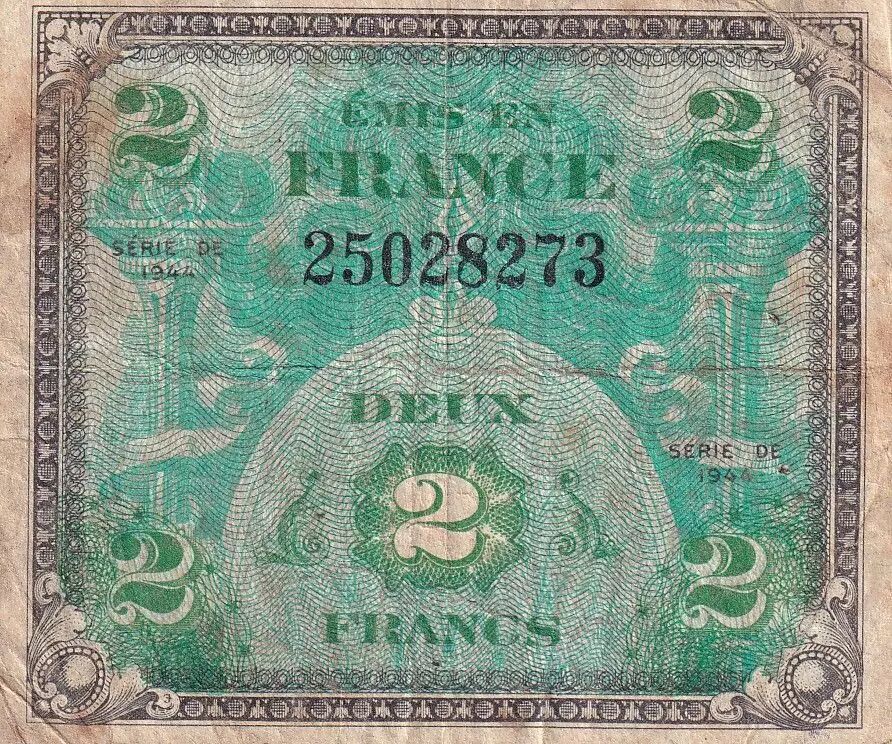 2 2
ÉMIS EN
FRANCE
SÉRIE DE
1944
25028273
DEUX
SÉRIE DE
1944
2
2 2
FRANCS